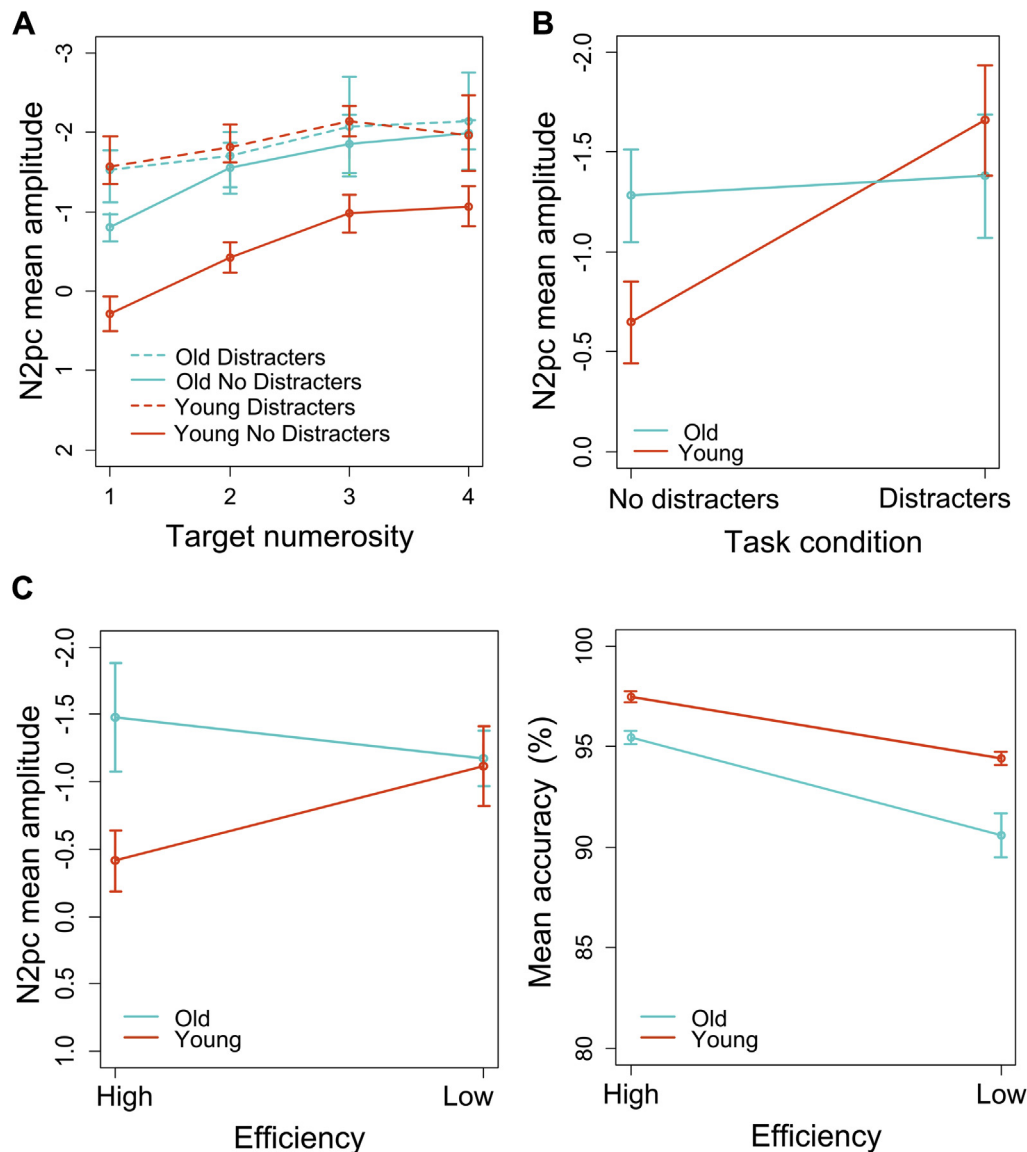 A
N2pc mean amplitude
-3
-2
-1
0
1
2
Old Distracters
Old No Distracters
Young Distracters
Young No Distracters
1 2 3 4
Target numerosity
B
N2pc mean amplitude
-2.0
-1.5
-1.0
-0.5
0.0
Old
Young
No distracters Distracters
Task condition
C
N2pc mean amplitude
-2.0
-1.5
-1.0
-0.5
0.0
0.5
1.0
Old
Young
High Low
Efficiency
Mean accuracy (%)
100
95
90
85
80
Old
Young
High Low
Efficiency